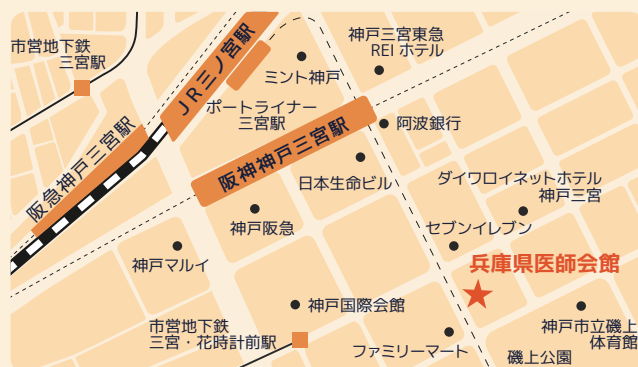 市営地下鉄
三宮駅
JR三ノ宮駅
ミント神戸
神戸三宮東急
REI ホテル
ポートライナー
三宮駅
阪急神戸三宮駅
阪神神戸三宮駅
阿波銀行
日本生命ビル
ダイワロイネットホテル
神戸三宮
神戸阪急
セブンイレブン
神戸マルイ
兵庫県医師会館
神戸国際会館
市営地下鉄
三宮・花時計前駅
ファミリーマート
神戸市立磯上
体育館
磯上公園